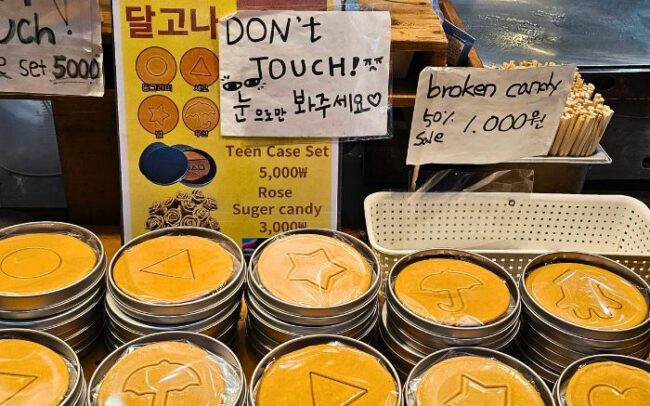 ouch!
& set 5000
달고나
DON't
TOUCH!
눈으로만 봐주세요♡
Teen Case Set
5,000₩
Rose
Suger candy
3,000₩
broken candy
50%
Sale
1.000원